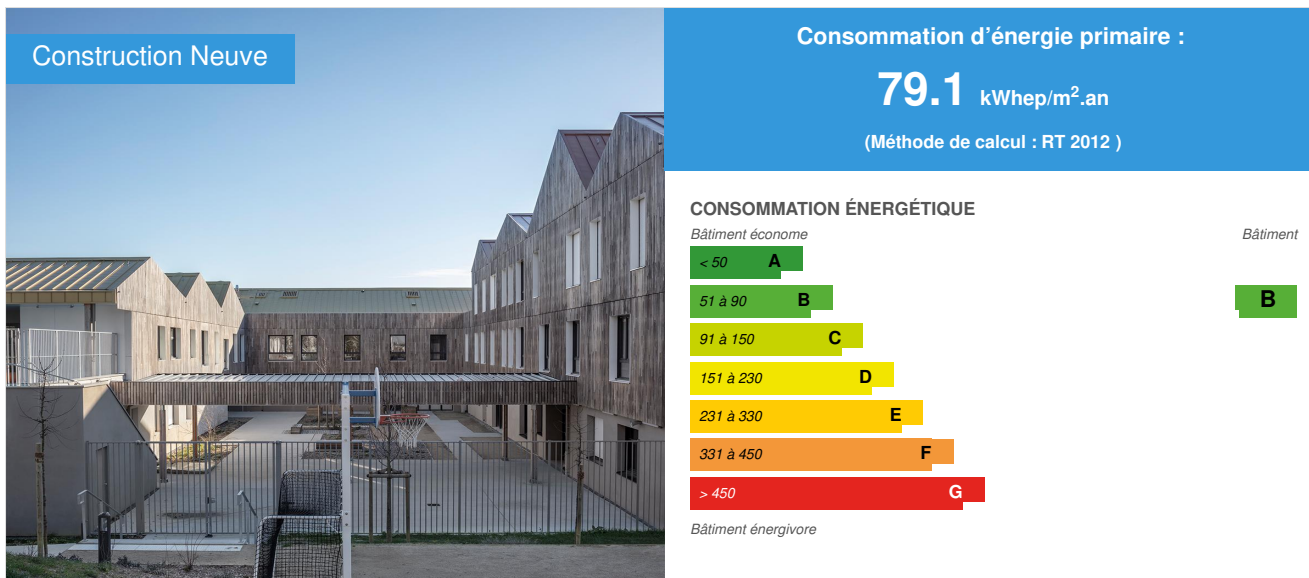 Construction Neuve
Consommation d'énergie primaire :
79.1 kWhep/m².an
(Méthode de calcul : RT 2012 )
CONSOMMATION ÉNERGÉTIQUE
Bâtiment économe
Bâtiment
< 50 A
51 à 90 B
B
91 à 150 C
151 à 230 D
231 à 330 E
331 à 450 F
> 450 G
Bâtiment énergivore